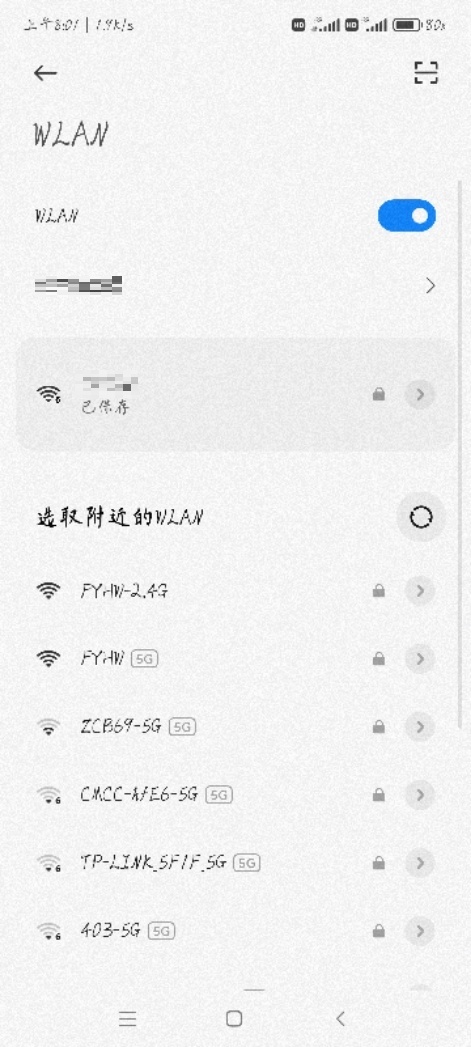 上午8:01 | 1.9K/s HD HD 80%
WLAN
WLAN
已保存
选取附近的WLAN
FYHW-2.4G
FYHW 5G
ZCB69-5G 5G
CMCC-AfE6-5G 5G
TP-LINK_5F1F_5G 5G
403-5G 5G